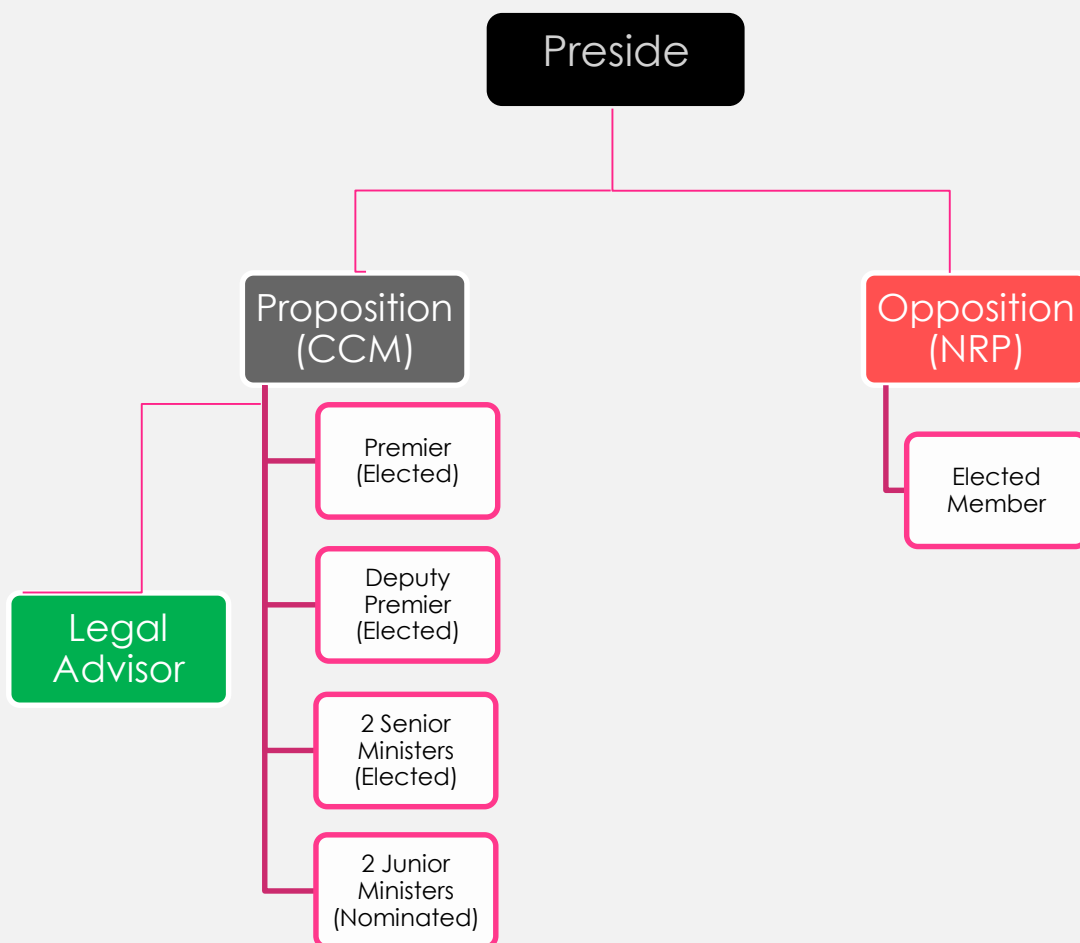 Preside
Proposition
(CCM)
Opposition
(NRP)
Premier
(Elected)
Elected
Member
Deputy
Premier
(Elected)
Legal
Advisor
2 Senior
Ministers
(Elected)
2 Junior
Ministers
(Nominated)